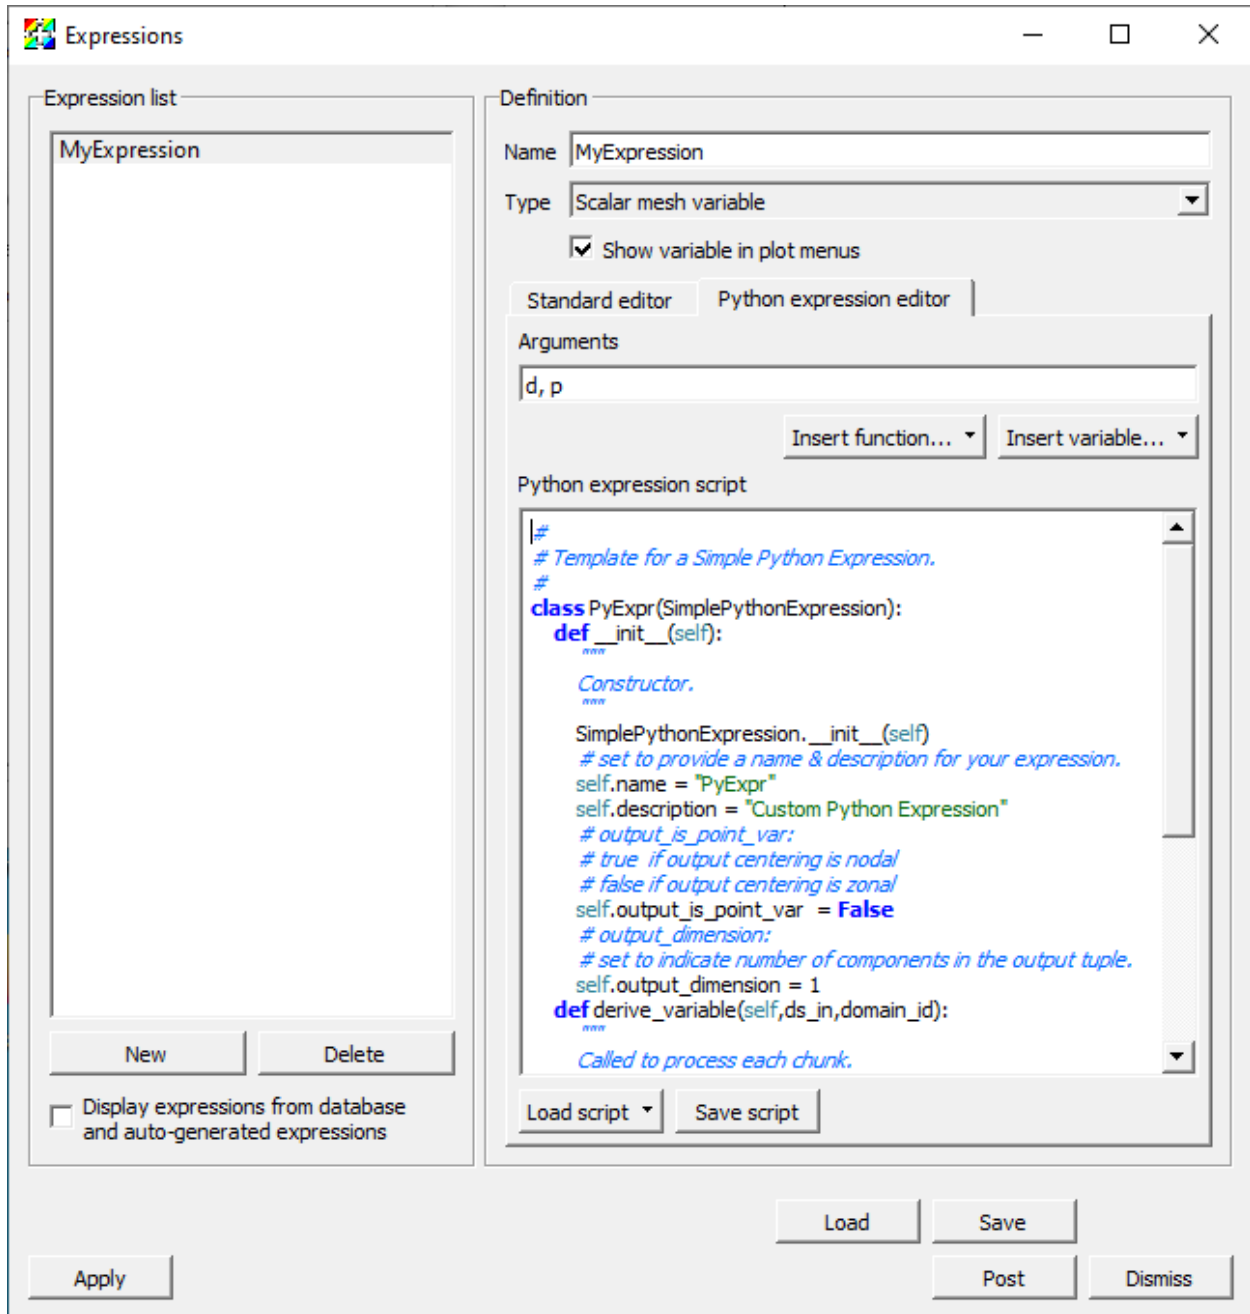 Expressions
Expression list
MyExpression
New
Delete
Display expressions from database
and auto-generated expressions
Definition
Name MyExpression
Type Scalar mesh variable
Show variable in plot menus
Standard editor
Python expression editor
Arguments
d, p
Insert function...
Insert variable...
Python expression script
#
# Template for a Simple Python Expression.
#
class PyExpr(SimplePythonExpression):
def __init__(self):
"""
Constructor.
"""
SimplePythonExpression.__init__(self)
# set to provide a name & description for your expression.
self.name = "PyExpr"
self.description = "Custom Python Expression"
# output_is_point_var:
# true  if output centering is nodal
# false if output centering is zonal
self.output_is_point_var  = False
# output_dimension:
# set to indicate number of components in the output tuple.
self.output_dimension = 1
def derive_variable(self,ds_in,domain_id):
"""
Called to process each chunk.
Load script
Save script
Load
Save
Apply
Post
Dismiss